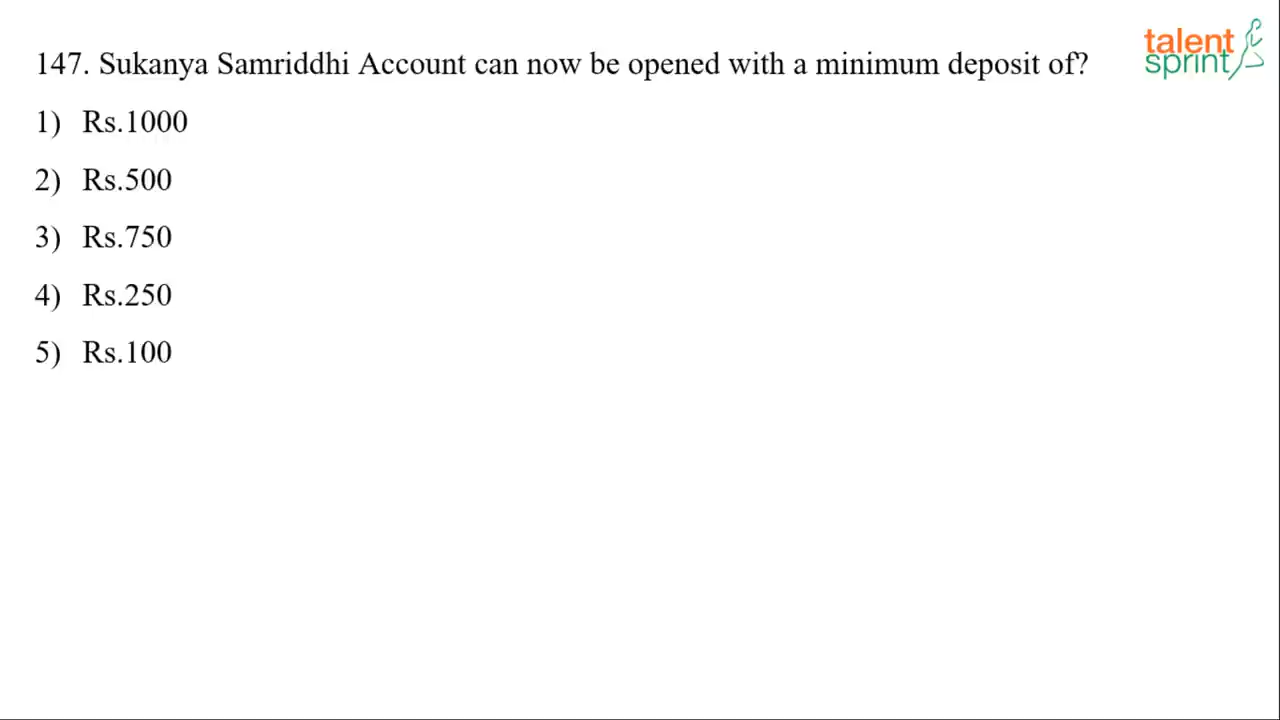 talent
sprint
147. Sukanya Samriddhi Account can now be opened with a minimum deposit of?
1) Rs.1000
2) Rs.500
3) Rs.750
4) Rs.250
5) Rs.100